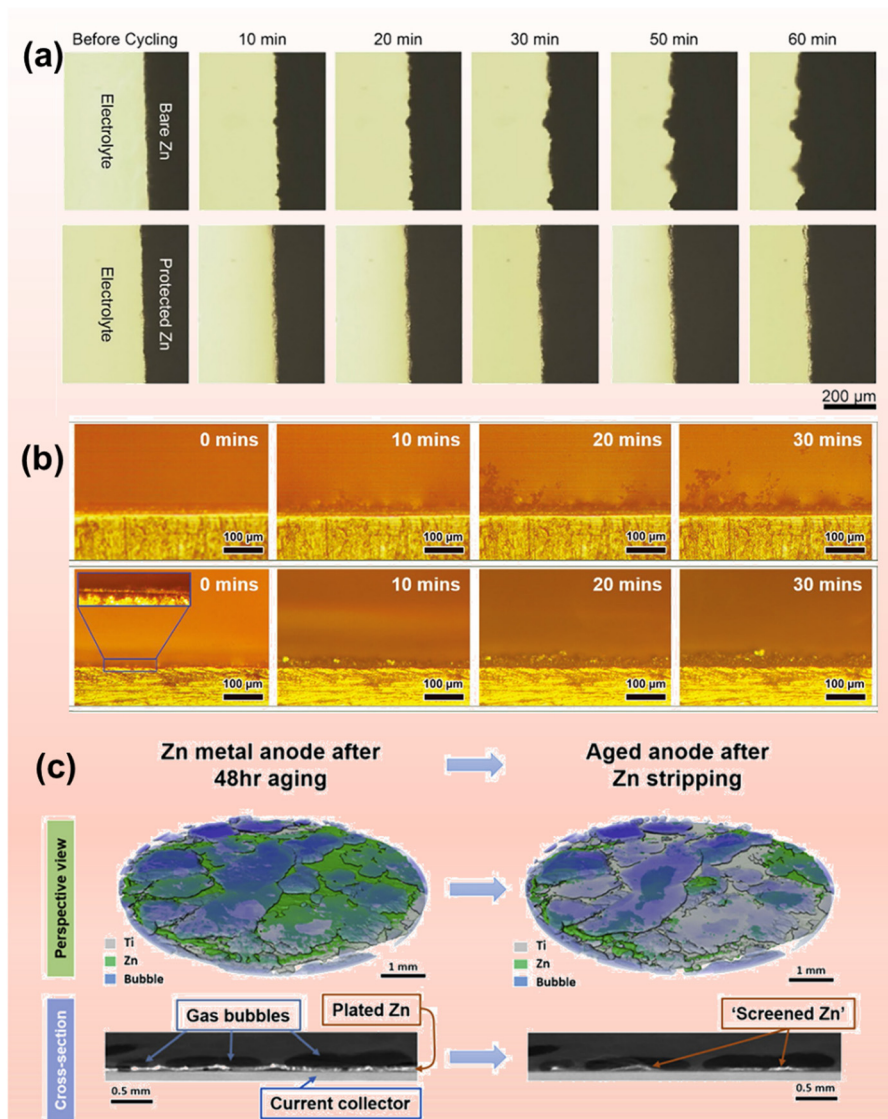 (a)
Before Cycling 10 min 20 min 30 min 50 min 60 min
Electrolyte Bare Zn
Electrolyte Protected Zn
200 µm
(b)
0 mins 10 mins 20 mins 30 mins
100 µm 100 µm 100 µm 100 µm
0 mins 10 mins 20 mins 30 mins
100 µm 100 µm 100 µm 100 µm
(c)
Zn metal anode after
48hr aging
Aged anode after
Zn stripping
Perspective view
Ti
Zn
Bubble
1 mm
Ti
Zn
Bubble
1 mm
Cross-section
Gas bubbles
Plated Zn
0.5 mm
Current collector
'Screened Zn'
0.5 mm